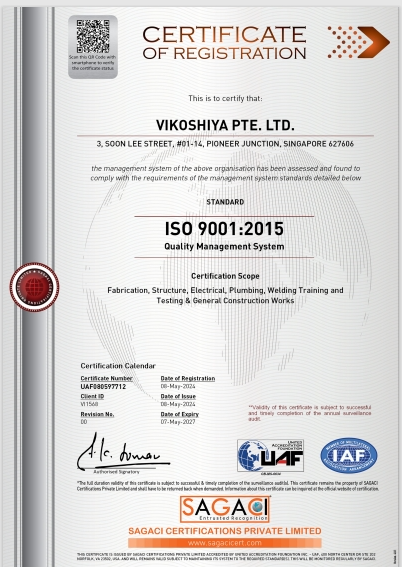 Scan this QR Code with
smartphone to verify
the certificate status
CERTIFICATE
OF REGISTRATION
This is to certify that:
VIKOSHIYA PTE. LTD.
3, SOON LEE STREET, #01-14, PIONEER JUNCTION, SINGAPORE 627606
the management system of the above organisation has been assessed and found to
comply with the requirements of the management system standards detailed below
STANDARD
ISO 9001:2015
Quality Management System
Certification Scope
Fabrication, Structure, Electrical, Plumbing, Welding Training and
Testing & General Construction Works
Certification Calendar
Certificate Number
UAF080597712
Client ID
VI1568
Revision No.
00
Date of Registration
08-May-2024
Date of Issue
08-May-2024
Date of Expiry
07-May-2027
**Validity of this certificate is subject to successful
and timely completion of the annual surveillance
audit.
Authorised Signatory
UNITED
ACCREDITATION
FOUNDATION
UAF
IAF
*The full duration validity of this certificate is subject to successful & timely completion of the surveillance audit(s). This certificate remains the property of SAGACI
Certifications Private Limited and shall have to be returned back when demanded. Information about this certificate can be inquired at the official website of certification.
SAGACI
Entrusted Recognition
SAGACI CERTIFICATIONS PRIVATE LIMITED
www.sagacicert.com
THIS CERTIFICATE IS ISSUED BY SAGACI CERTIFICATIONS PRIVATE LIMITED ACCREDITED BY UNITED ACCREDITATION FOUNDATION INC. - UAF, 400 NORTH CENTER DR STE 202
NORFOLK, VA 23502, USA. AND WILL REMAIN VALID SUBJECT TO MAINTAINING ITS SYSTEM TO THE REQUIRED STANDARD(S), THIS WILL BE MONITORED REGULARLY BY SAGACI.